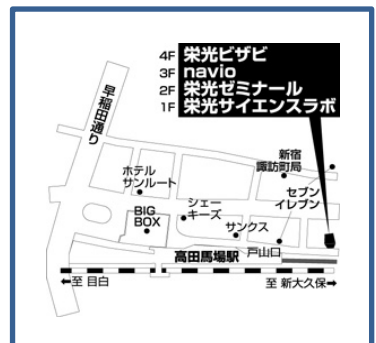 4F 栄光ビザビ
3F navio
2F 栄光ゼミナール
1F 栄光サイエンスラボ
早稲田通り
新宿
諏訪町局
ホテル
サンルート
セブン
イレブン
シェー
キーズ
BIG
BOX
サンクス
戸山口
高田馬場駅
←至 目白
至 新大久保→